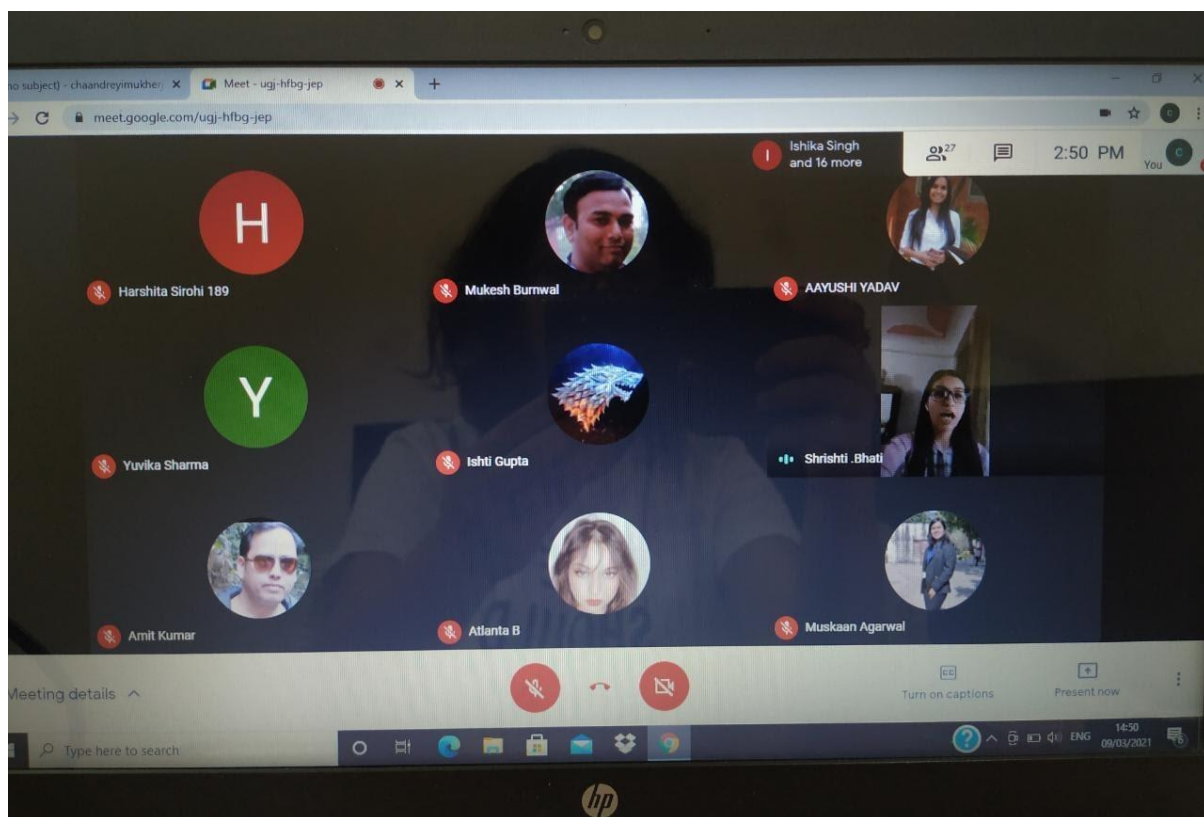 no subject) - chaandreyimukherj
Meet - ugj-hfbg-jep
meet.google.com/ugj-hfbg-jep
C
I
Ishika Singh
and 16 more
27
2:50 PM
You
C
H
Harshita Sirohi 189
Mukesh Burnwal
AAYUSHI YADAV
Y
Yuvika Sharma
Ishti Gupta
Shrishti .Bhati
Amit Kumar
Atlanta B
Muskaan Agarwal
Meeting details
CC
Turn on captions
Present now
Type here to search
ENG
14:50
09/03/2021
6
hp